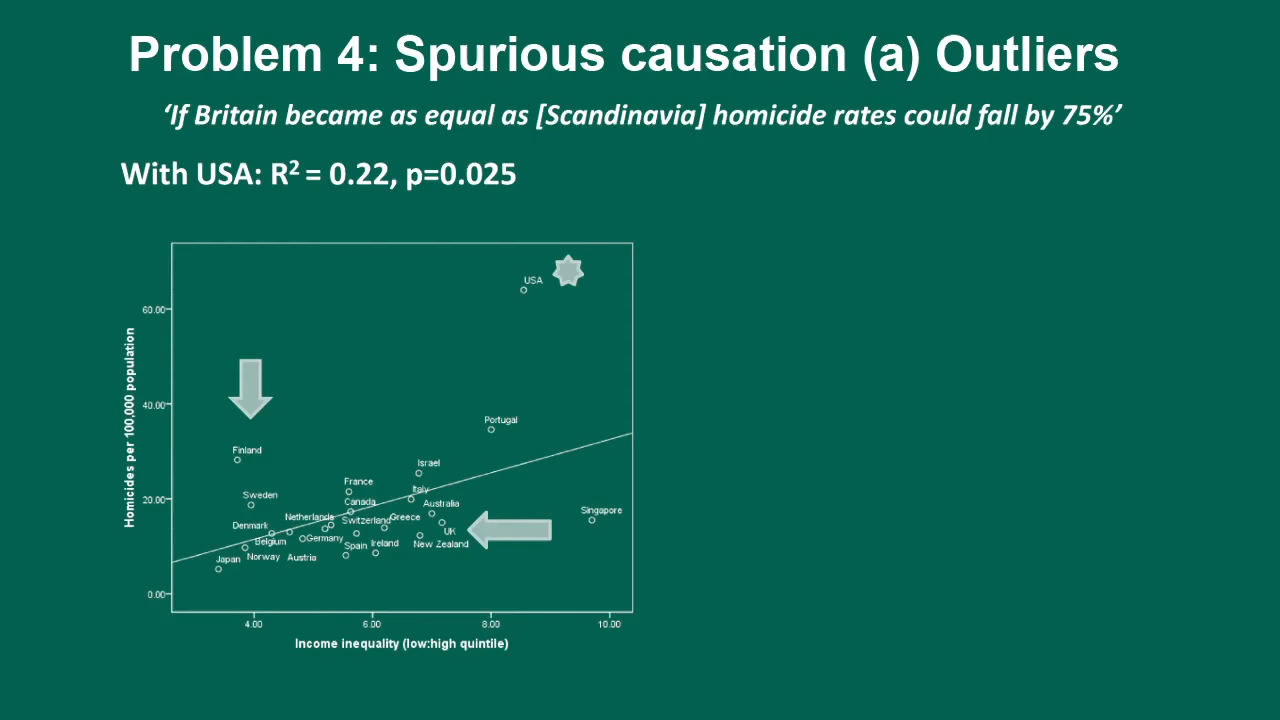 Problem 4: Spurious causation (a) Outliers
‘If Britain became as equal as [Scandinavia] homicide rates could fall by 75%’
With USA: R² = 0.22, p=0.025
Homicides per 100,000 population
60.00
40.00
20.00
0.00
USA
Portugal
Finland
Israel
France
Italy
Sweden
Canada
Australia
Singapore
Netherlands
Switzerland
Greece
Denmark
UK
Belgium
Germany
Spain
Ireland
New Zealand
Japan
Norway
Austria
4.00
6.00
8.00
10.00
Income inequality (low:high quintile)